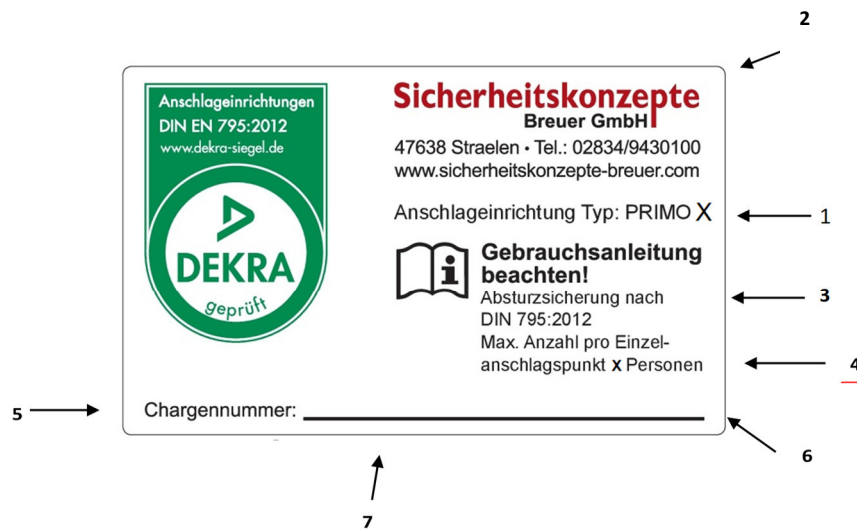 2
Anschlageinrichtungen
DIN EN 795:2012
www.dekra-siegel.de
DEKRA
geprüft
Sicherheitskonzepte
Breuer GmbH
47638 Straelen • Tel.: 02834/9430100
www.sicherheitskonzepte-breuer.com
Anschlageinrichtung Typ: PRIMO X
1
Gebrauchsanleitung
beachten!
Absturzsicherung nach
DIN 795:2012
Max. Anzahl pro Einzel-
anschlagspunkt x Personen
3
4
5
Chargennummer:
6
7